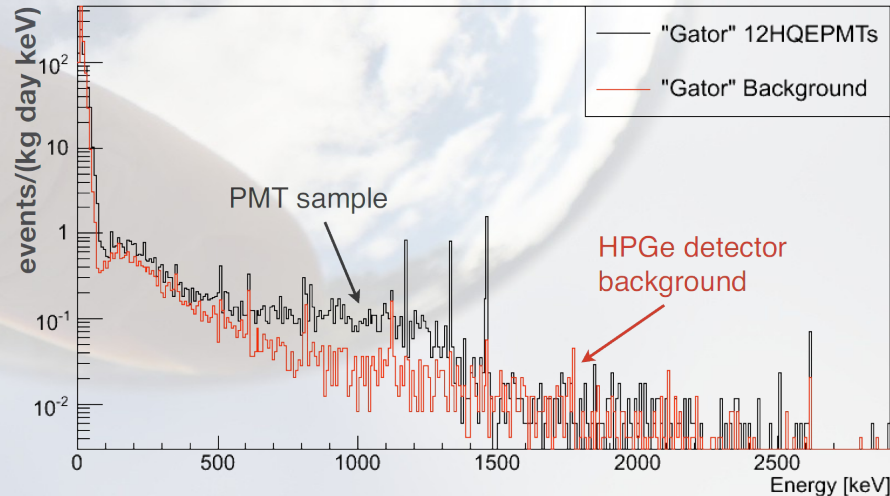 "Gator" 12HQEPMTs
"Gator" Background
events/(kg day keV)
10²
10
1
10⁻¹
10⁻²
PMT sample
HPGe detector
background
0
500
1000
1500
2000
2500
Energy [keV]